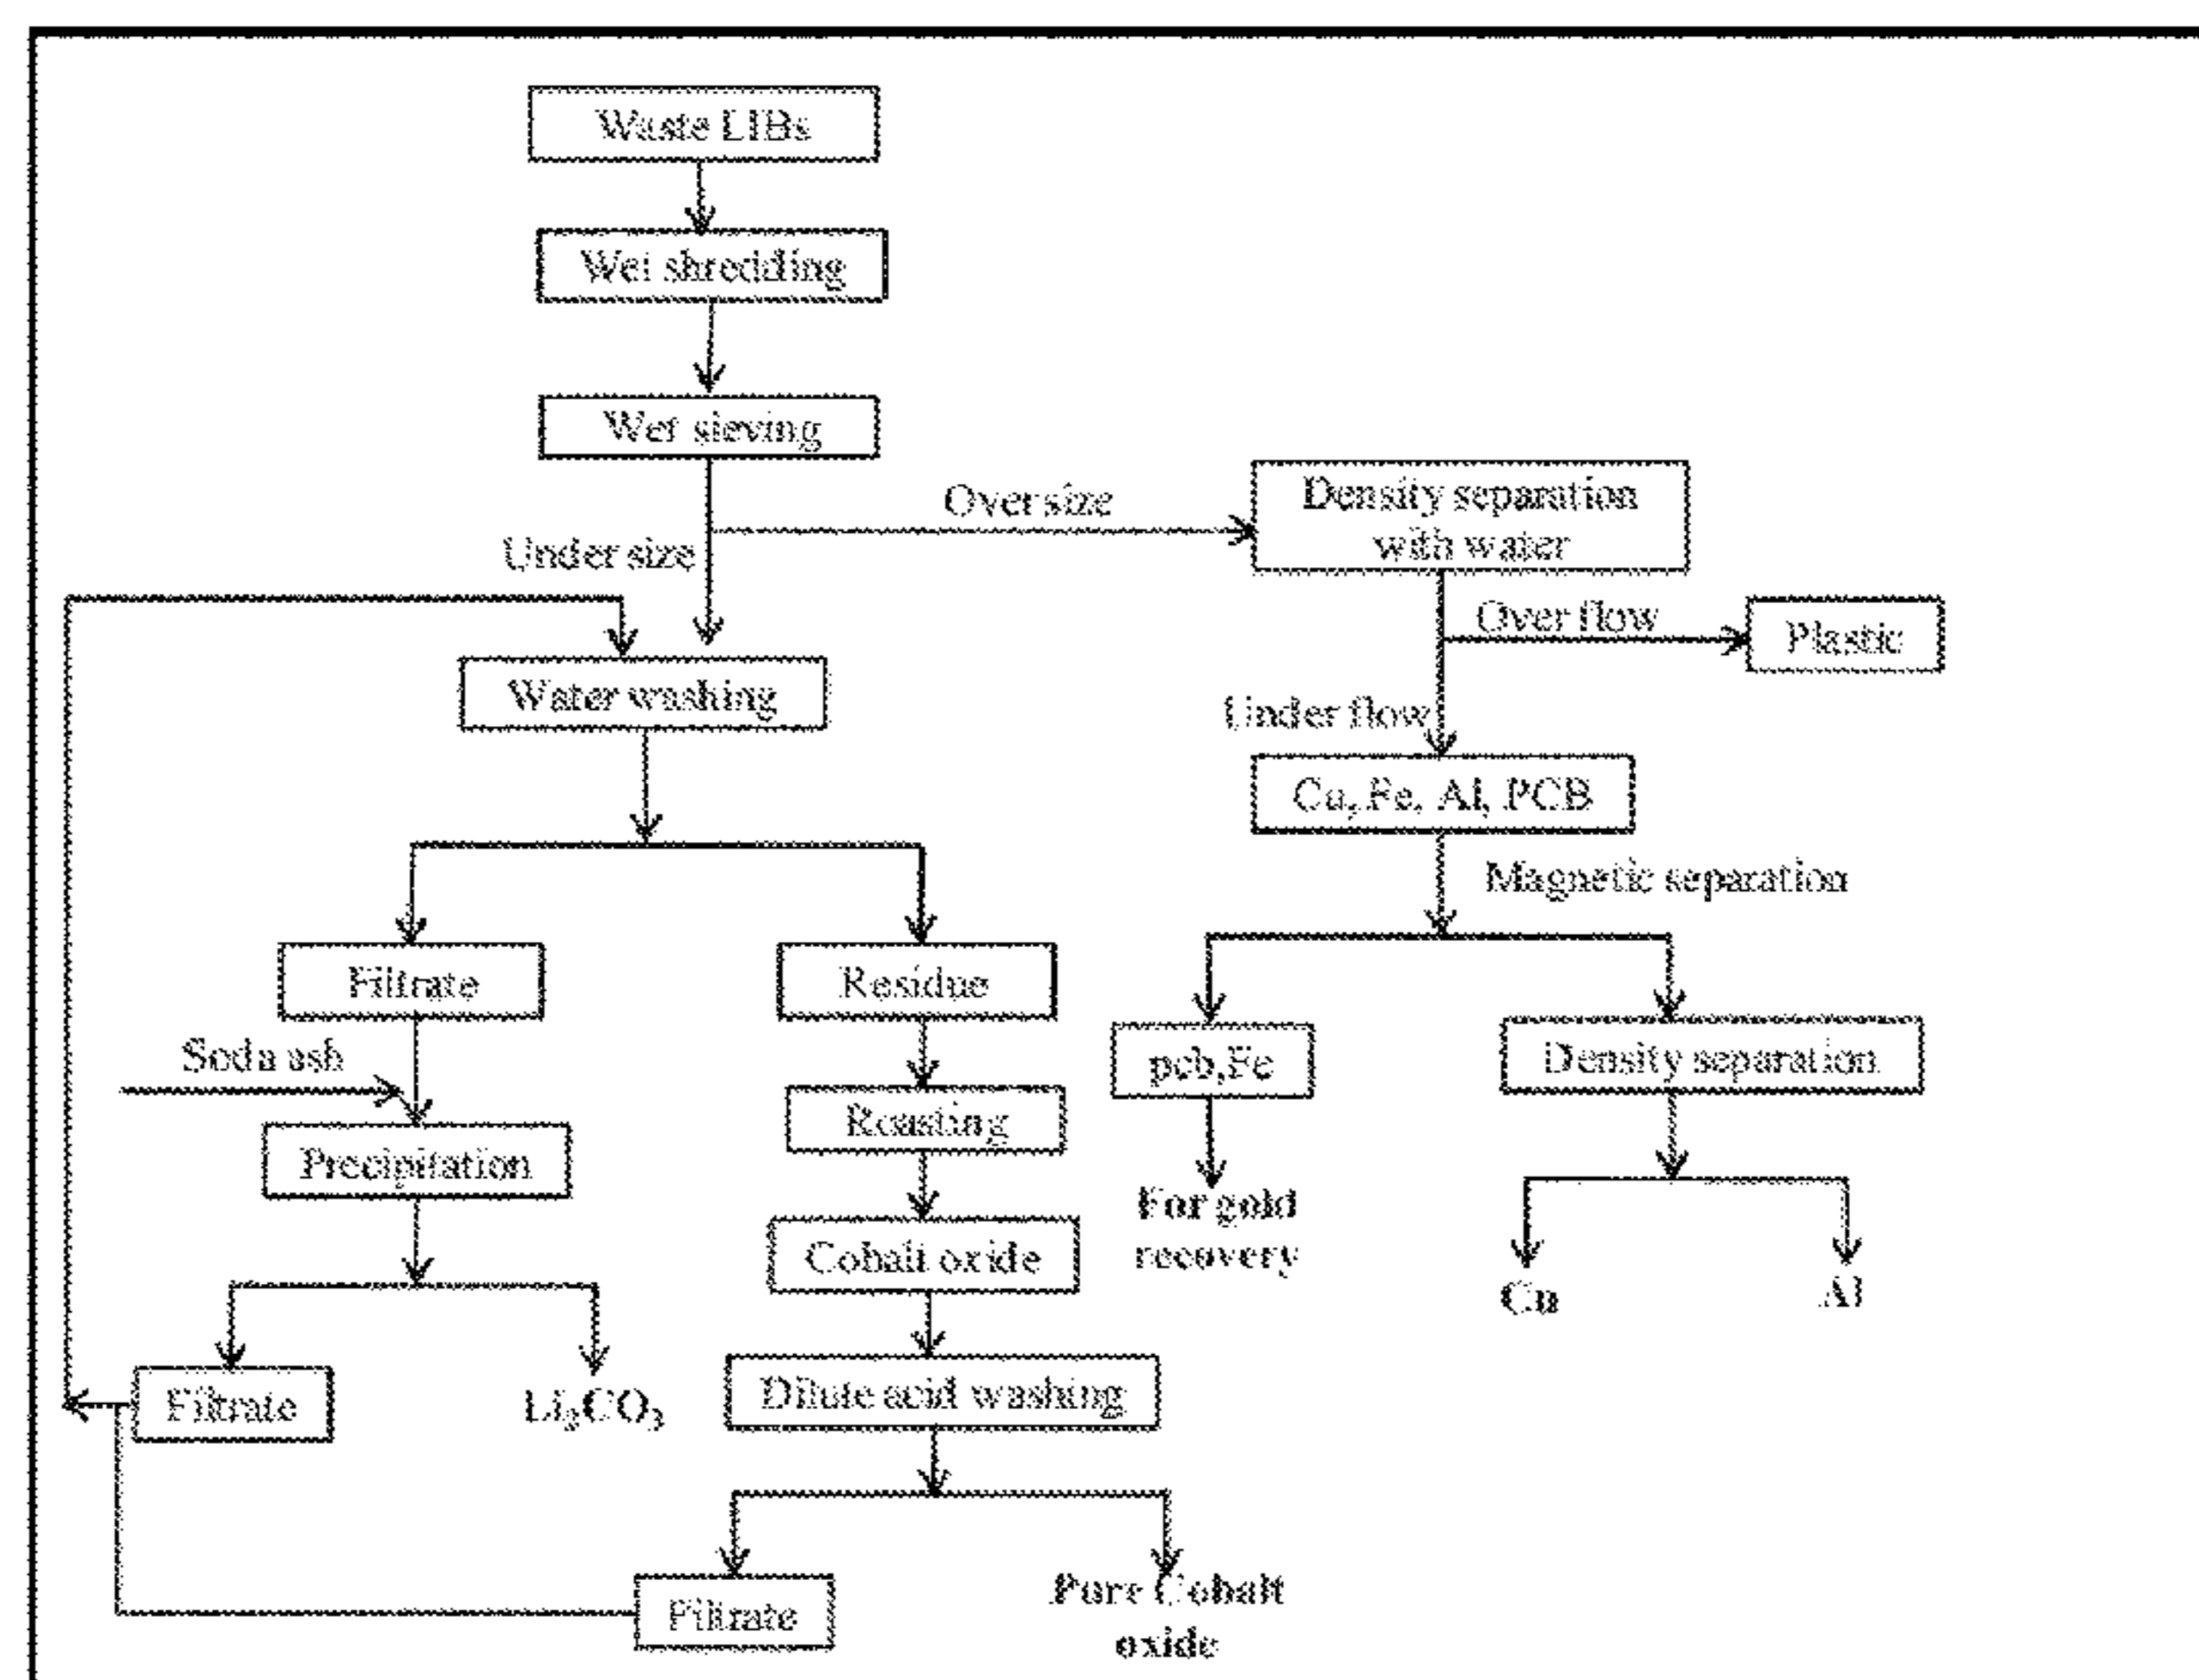 Waste LIBs
Wet shredding
Wet sieving
Over size
Density separation
with water
Under size
Over flow
Plastic
Water washing
Under flow
Cu, Fe, Al, PCB
Magnetic separation
Filtrate
Residue
Soda ash
pcb,Fe
Density separation
Roasting
Precipitation
For gold
recovery
Cobalt oxide
Cu
Al
Filtrate
Li₂CO₃
Dilute acid washing
Filtrate
Pure Cobalt
oxide